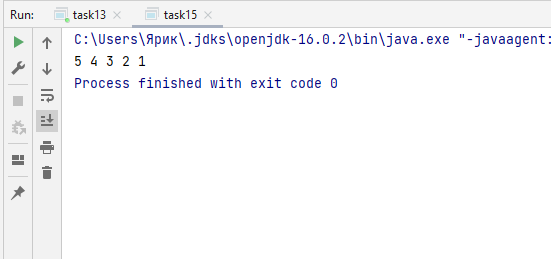 Run: task13 task15
C:\Users\Ярик\.jdks\openjdk-16.0.2\bin\java.exe "-javaagent:
5 4 3 2 1
Process finished with exit code 0